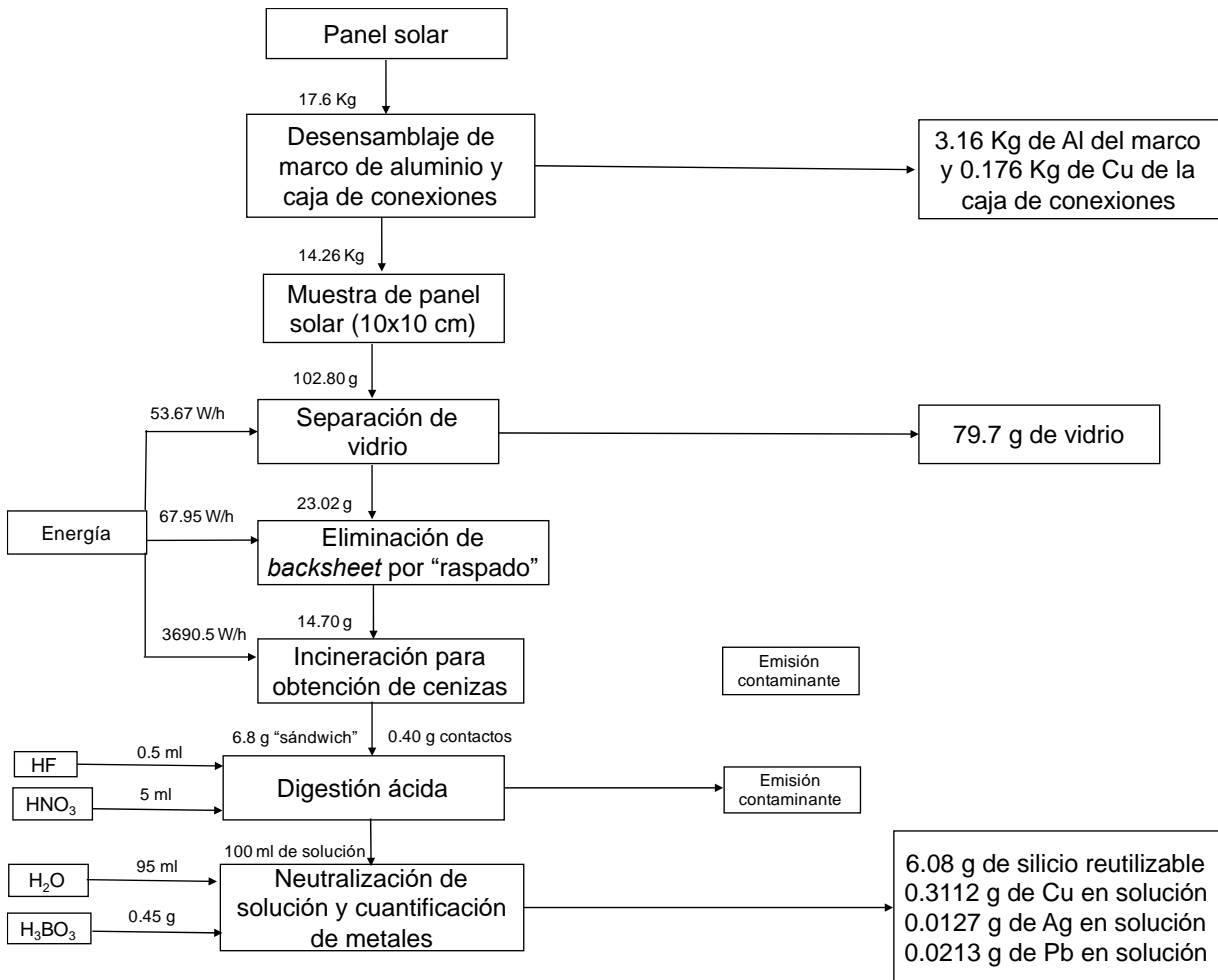 Panel solar
17.6 Kg
Desensamblaje de
marco de aluminio y
caja de conexiones
3.16 Kg de Al del marco
y 0.176 Kg de Cu de la
caja de conexiones
14.26 Kg
Muestra de panel
solar (10x10 cm)
102.80 g
53.67 W/h
Separación de
vidrio
79.7 g de vidrio
23.02 g
Energía
67.95 W/h
Eliminación de
backsheet por “raspado”
14.70 g
3690.5 W/h
Incineración para
obtención de cenizas
Emisión
contaminante
6.8 g “sándwich”
0.40 g contactos
HF
0.5 ml
HNO3
5 ml
Digestión ácida
Emisión
contaminante
100 ml de solución
H2O
95 ml
H3BO3
0.45 g
Neutralización de
solución y cuantificación
de metales
6.08 g de silicio reutilizable
0.3112 g de Cu en solución
0.0127 g de Ag en solución
0.0213 g de Pb en solución